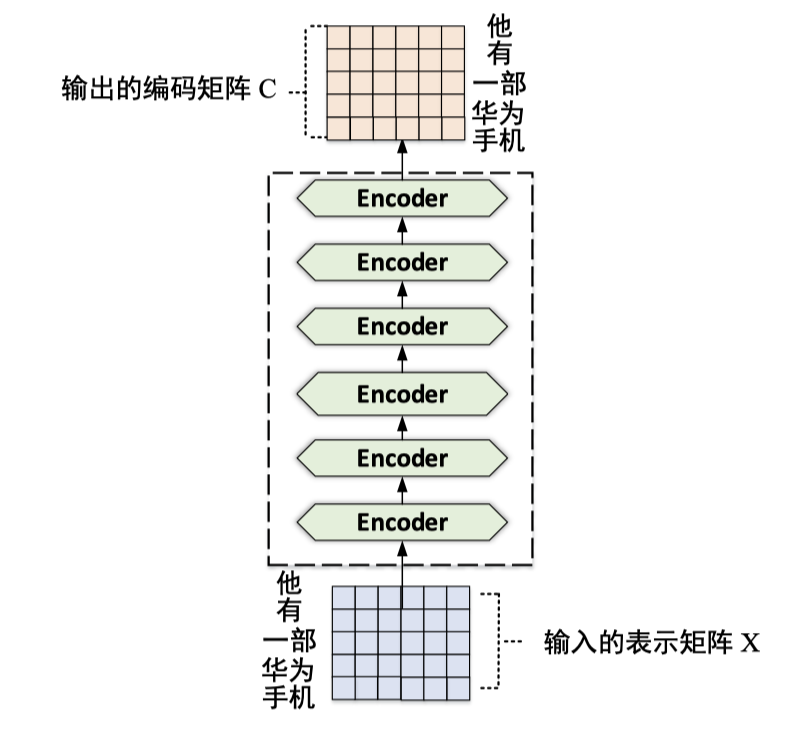 他
有
一部
华为
手机
输出的编码矩阵 C
Encoder
Encoder
Encoder
Encoder
Encoder
Encoder
他
有
一部
华为
手机
输入的表示矩阵 X